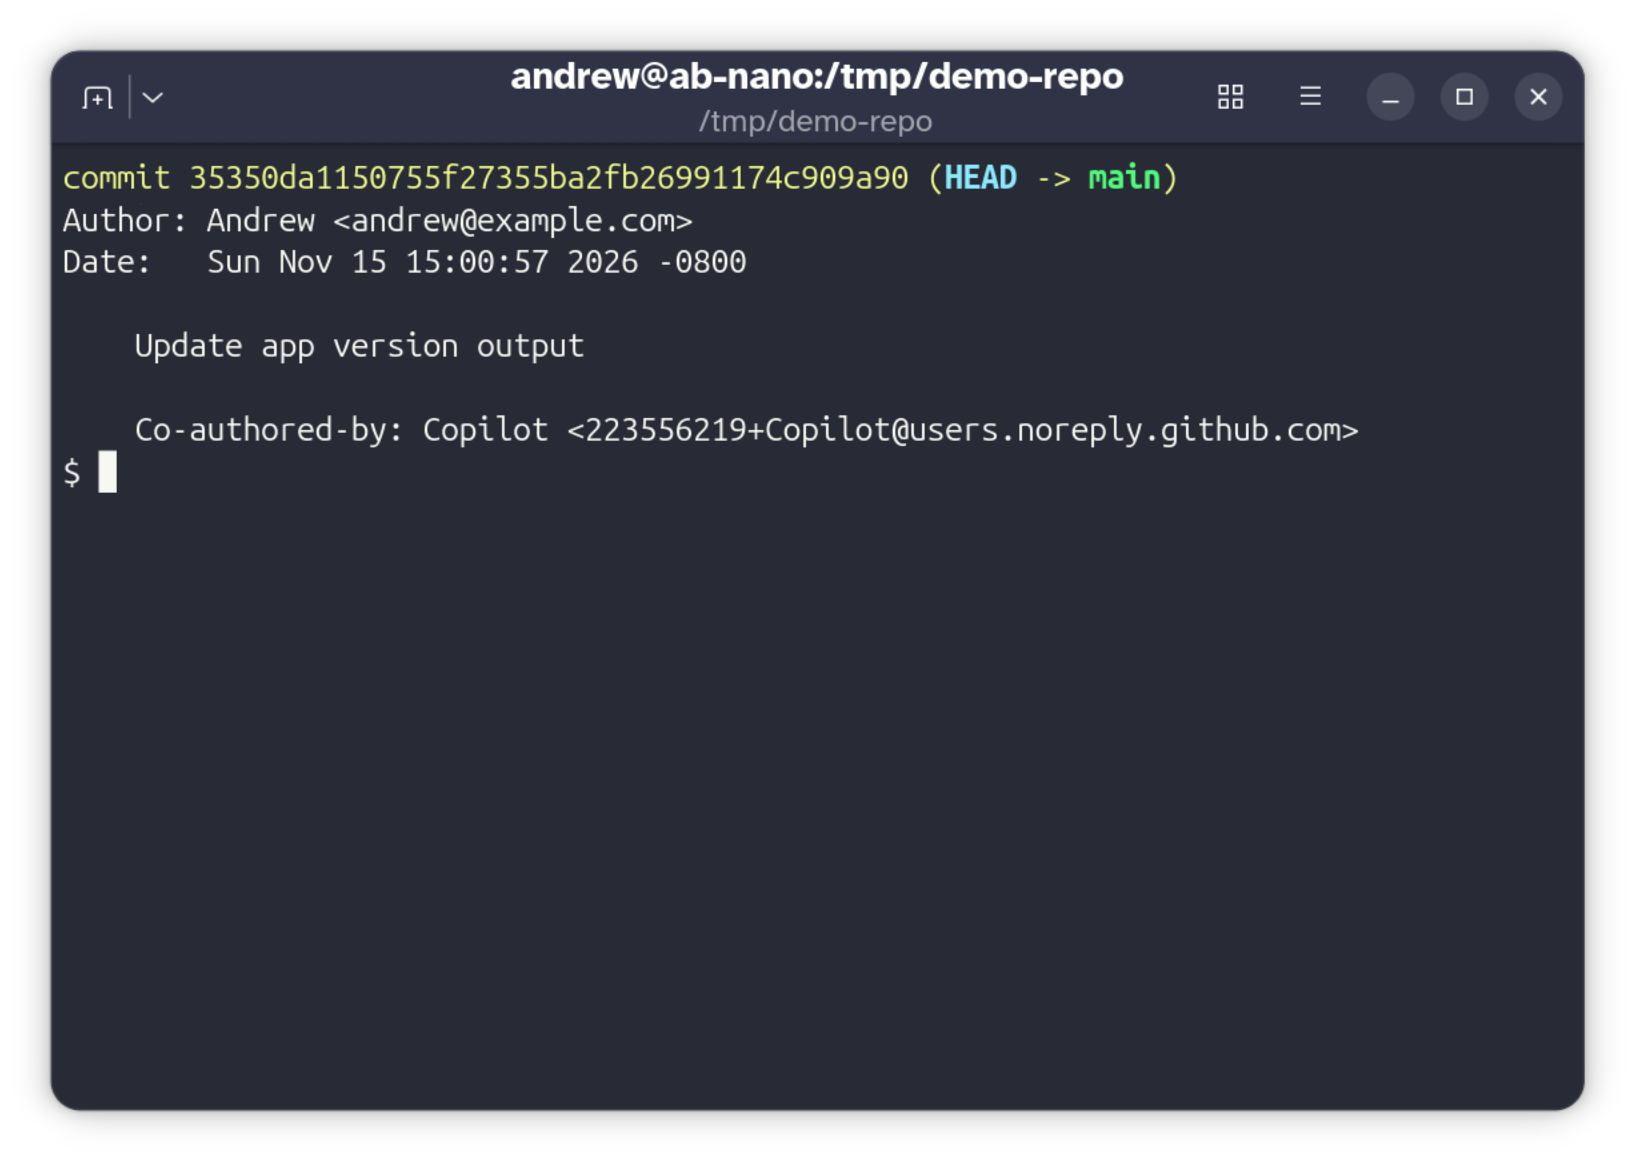 andrew@ab-nano:/tmp/demo-repo
/tmp/demo-repo
commit 35350da1150755f27355ba2fb26991174c909a90 (HEAD -> main)
Author: Andrew <andrew@example.com>
Date:   Sun Nov 15 15:00:57 2026 -0800

    Update app version output

    Co-authored-by: Copilot <223556219+Copilot@users.noreply.github.com>
$